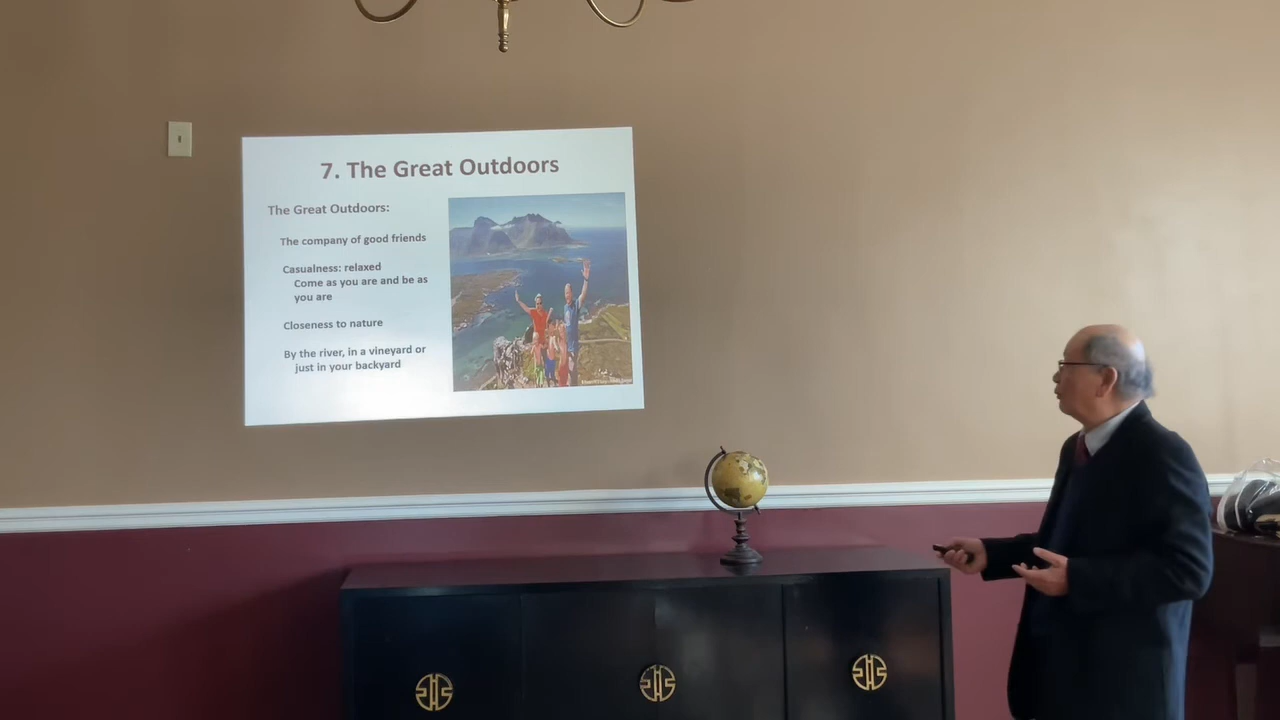 7. The Great Outdoors
The Great Outdoors:
The company of good friends
Casualness: relaxed
Come as you are and be as
you are
Closeness to nature
By the river, in a vineyard or
just in your backyard